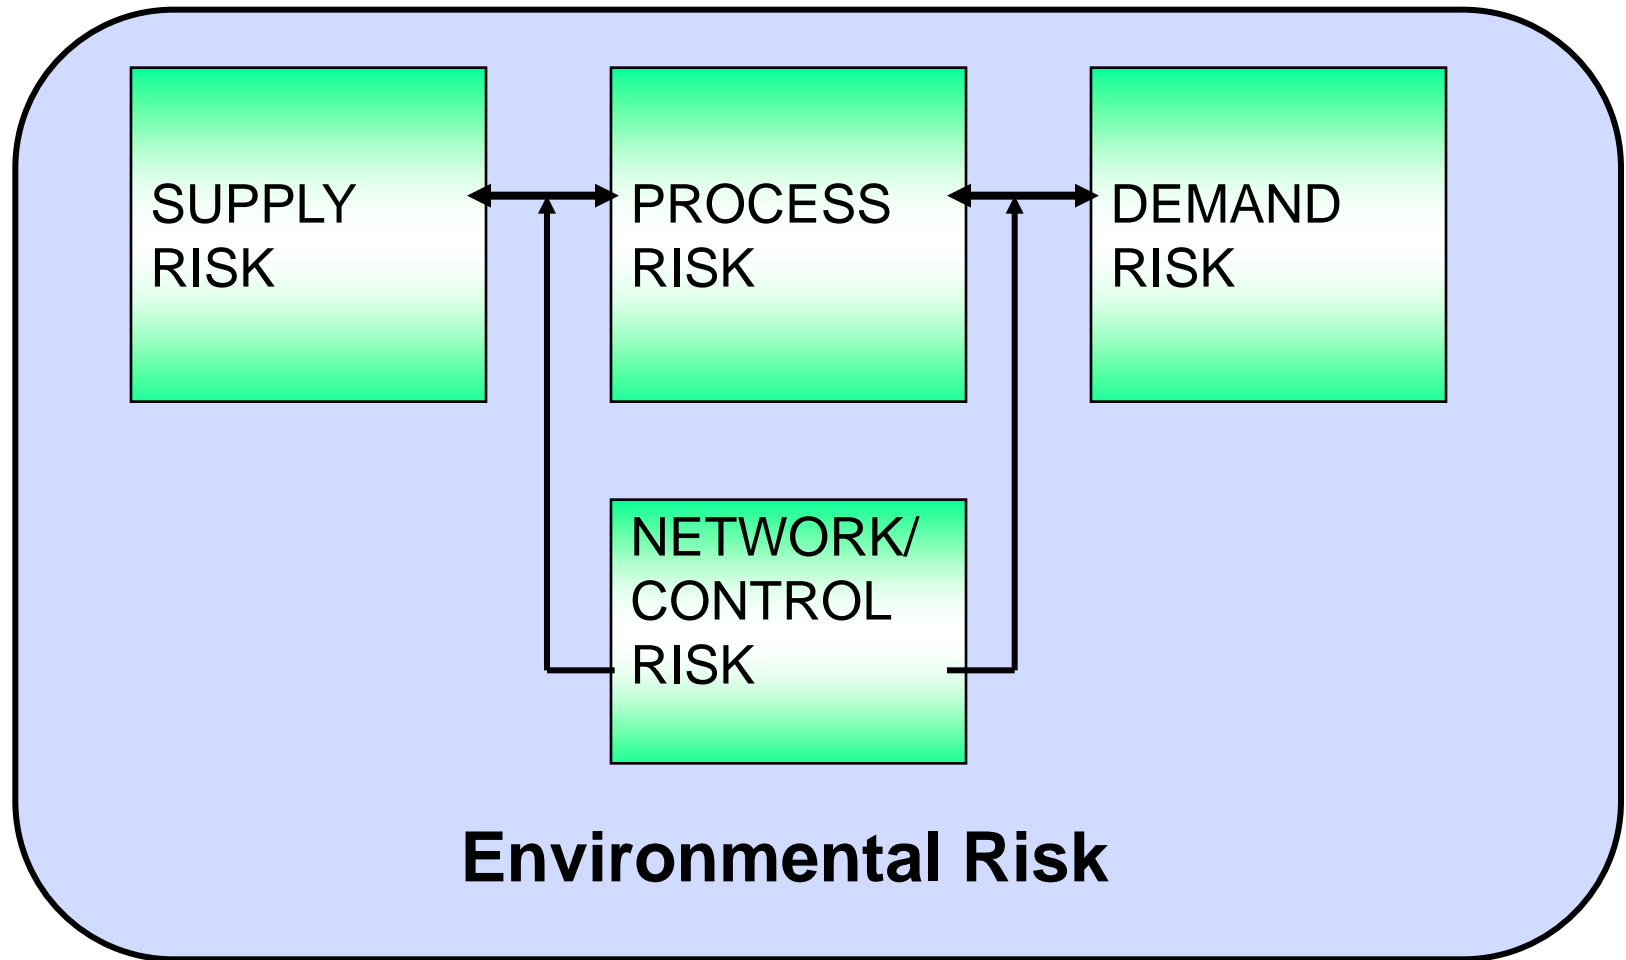 SUPPLY
RISK
PROCESS
RISK
DEMAND
RISK
NETWORK/
CONTROL
RISK
Environmental Risk